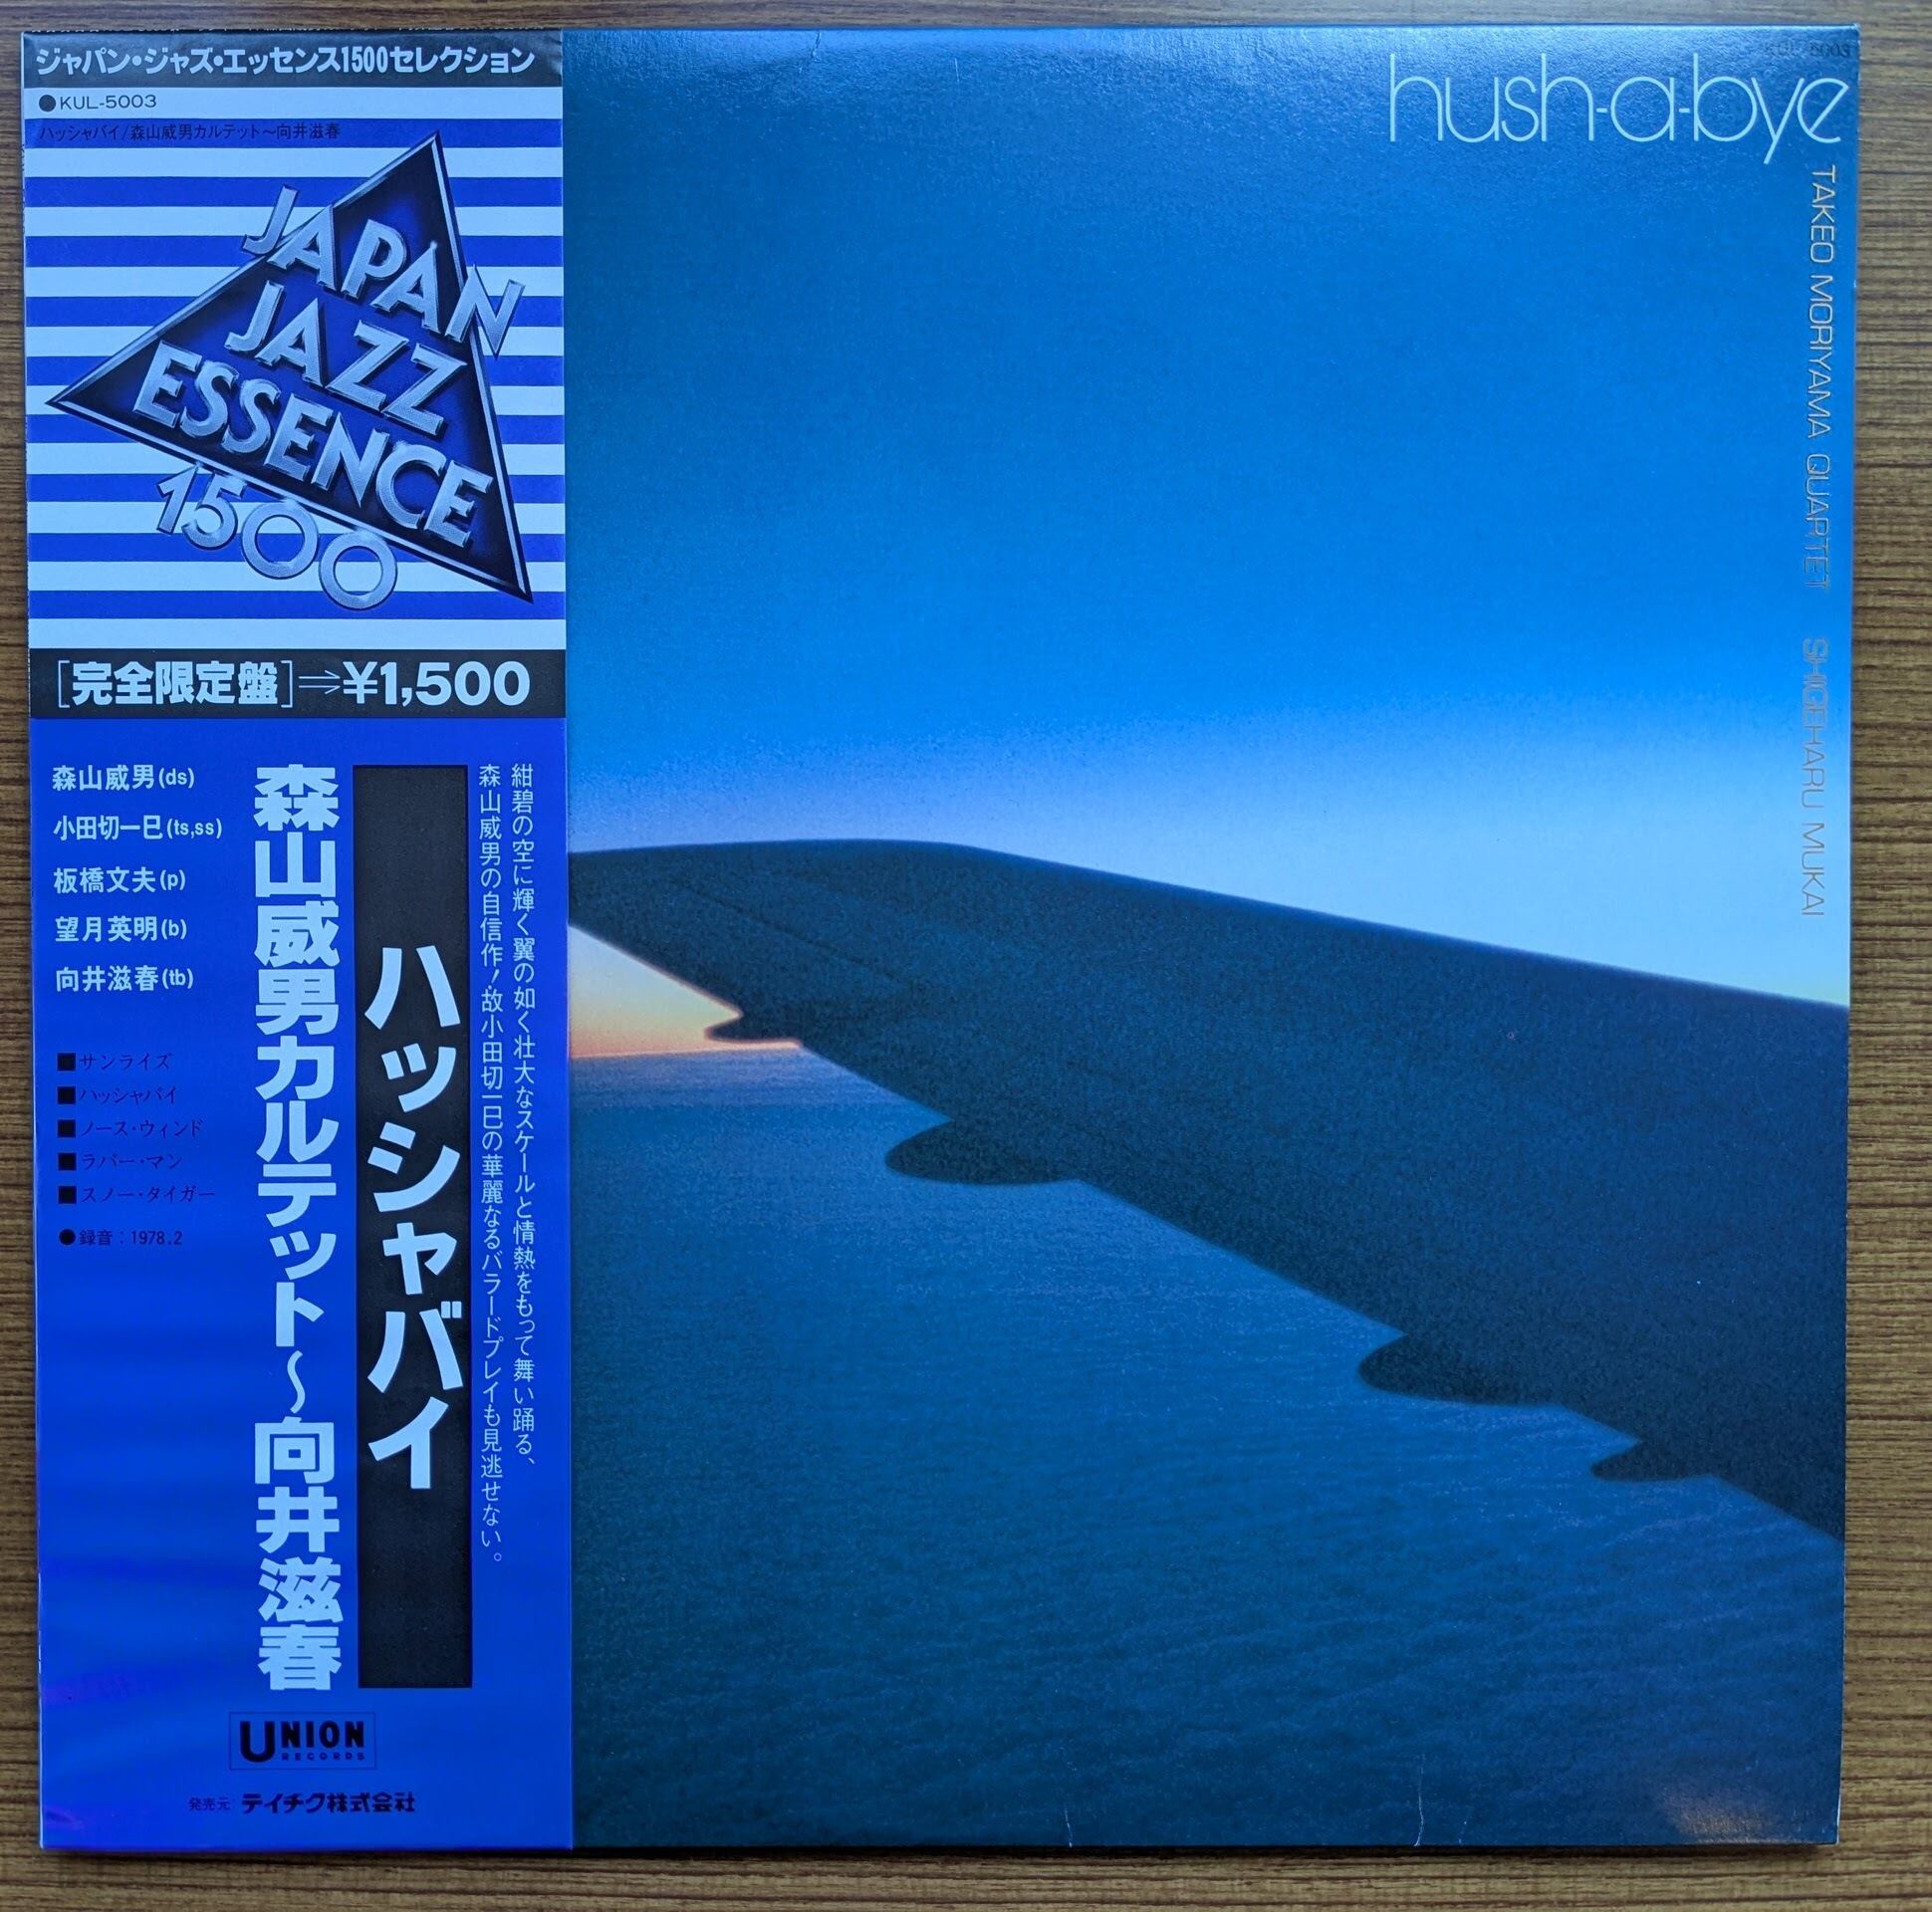 ジャパン・ジャズ・エッセンス1500セレクション
●KUL-5003
ハッシャバイ/森山威男カルテット〜向井滋春
JAPAN
JAZZ
ESSENCE
1500
[完全限定盤]⇒¥1,500
紺碧の空に輝く翼の如く壮大なスケールと情熱をもって舞い踊る、
森山威男の自信作!故小田切一巳の華麗なるバラードプレイも見逃せない。
ハッシャバイ
森山威男カルテット〜向井滋春
森山威男(ds)
小田切一巳(ts,ss)
板橋文夫(p)
望月英明(b)
向井滋春(tb)
■サンライズ
■ハッシャバイ
■ノース・ウィンド
■ラバー・マン
■スノー・タイガー
●録音:1978.2
UNION
RECORDS
発売元 テイチク株式会社
KUL-5003
hush-a-bye
TAKEO MORIYAMA QUARTET SHIGEHARU MUKAI